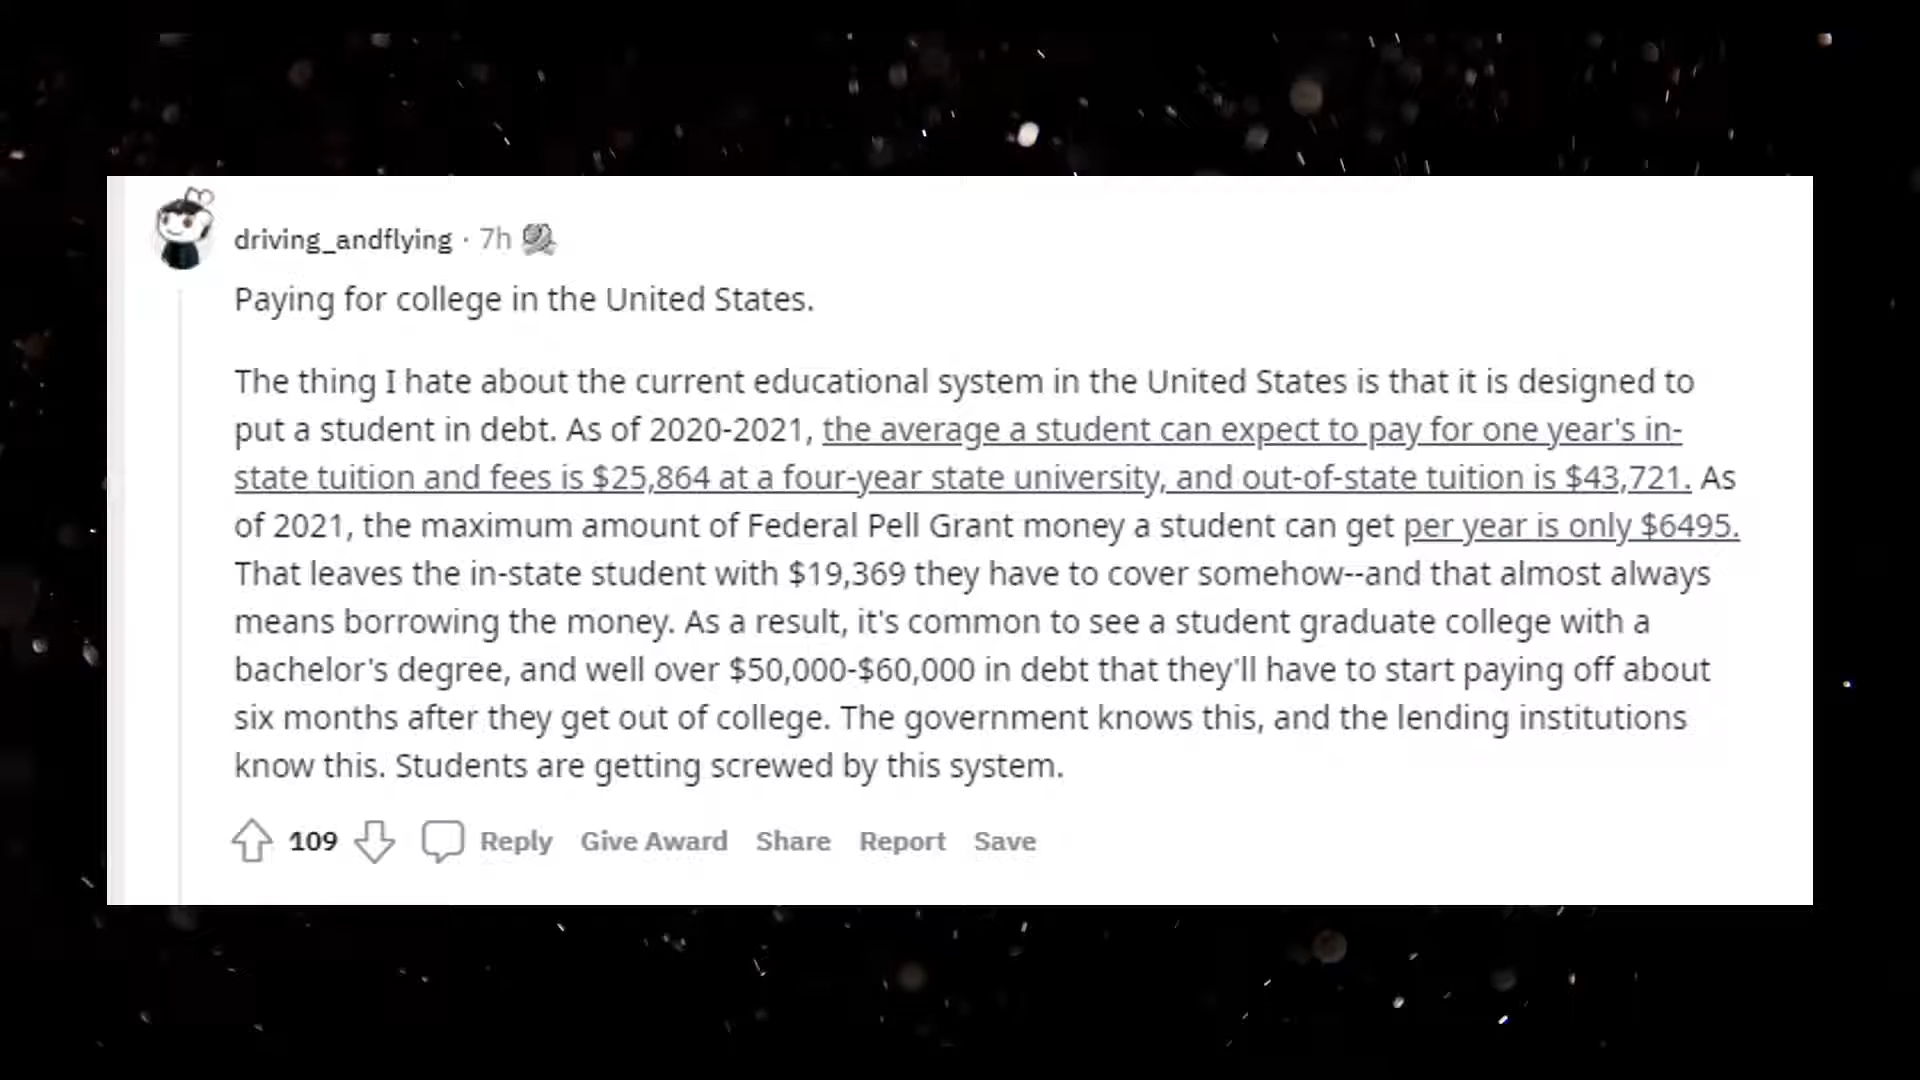 driving_andflying · 7h
Paying for college in the United States.
The thing I hate about the current educational system in the United States is that it is designed to
put a student in debt. As of 2020-2021, the average a student can expect to pay for one year's in-
state tuition and fees is $25,864 at a four-year state university, and out-of-state tuition is $43,721. As
of 2021, the maximum amount of Federal Pell Grant money a student can get per year is only $6495.
That leaves the in-state student with $19,369 they have to cover somehow--and that almost always
means borrowing the money. As a result, it's common to see a student graduate college with a
bachelor's degree, and well over $50,000-$60,000 in debt that they'll have to start paying off about
six months after they get out of college. The government knows this, and the lending institutions
know this. Students are getting screwed by this system.
109 Reply Give Award Share Report Save